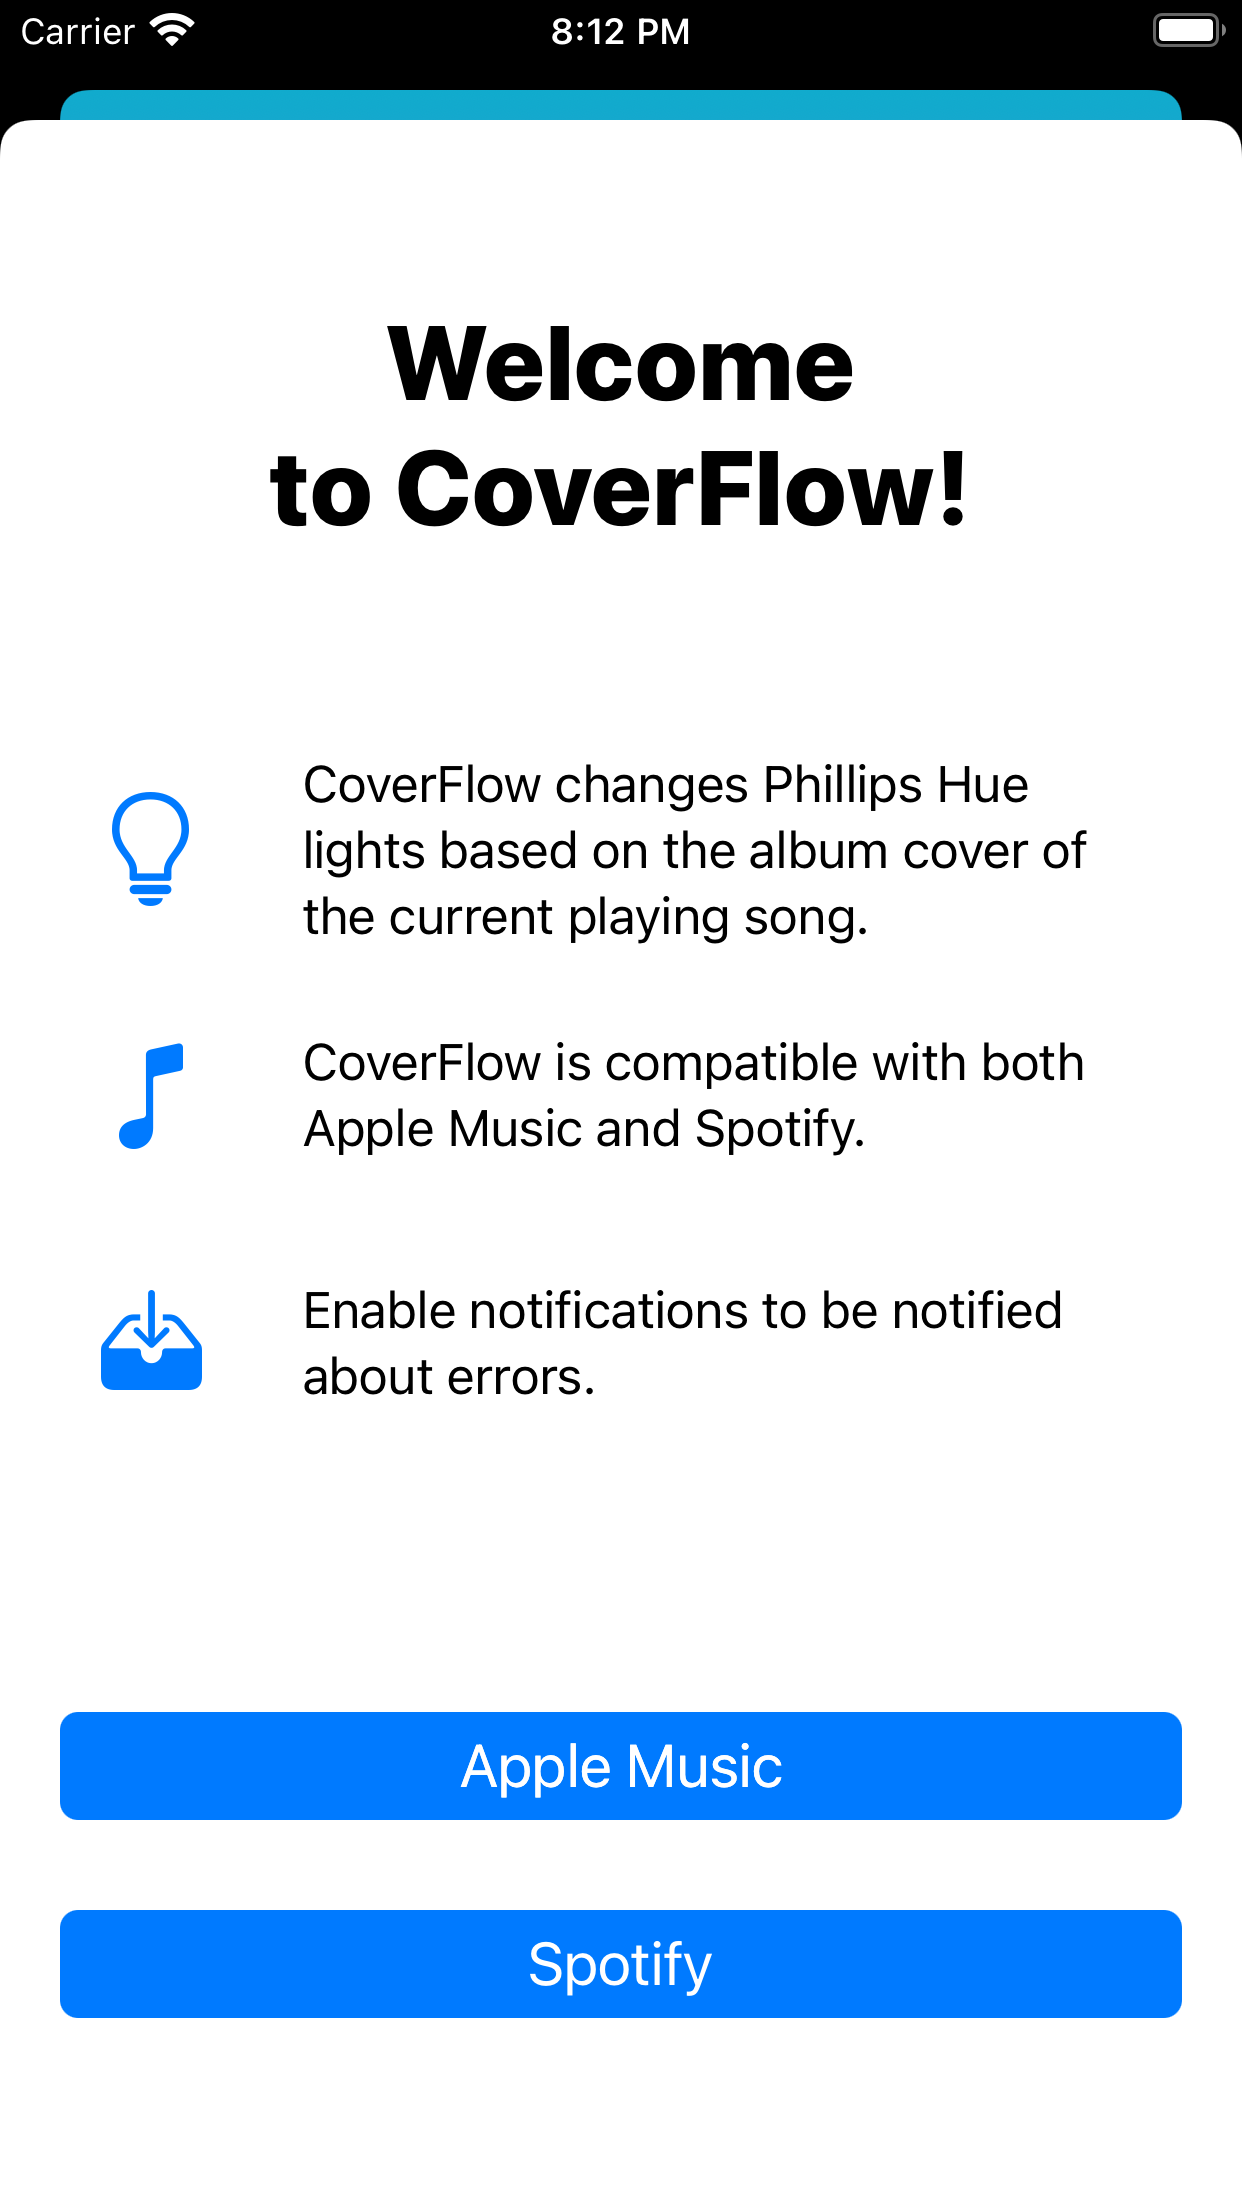 Carrier 8:12 PM
Welcome
to CoverFlow!
CoverFlow changes Phillips Hue
lights based on the album cover of
the current playing song.
CoverFlow is compatible with both
Apple Music and Spotify.
Enable notifications to be notified
about errors.
Apple Music
Spotify